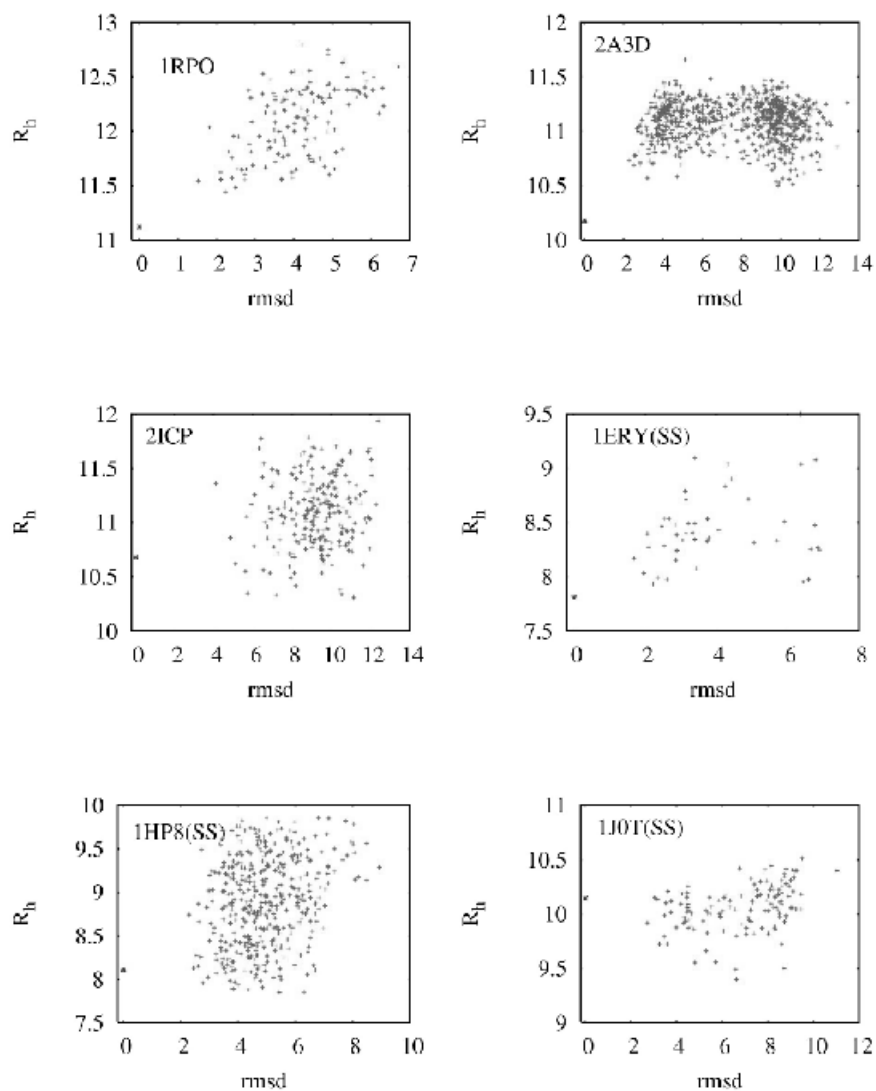 13
12.5
12
11.5
11
R_h
1RPO
0 1 2 3 4 5 6 7
rmsd
12
11.5
11
10.5
10
R_h
2A3D
0 2 4 6 8 10 12 14
rmsd
12
11.5
11
10.5
10
R_h
2ICP
0 2 4 6 8 10 12 14
rmsd
9.5
9
8.5
8
7.5
R_h
1ERY(SS)
0 2 4 6 8
rmsd
10
9.5
9
8.5
8
7.5
R_h
1HP8(SS)
0 2 4 6 8 10
rmsd
11
10.5
10
9.5
9
R_h
1J0T(SS)
0 2 4 6 8 10 12
rmsd